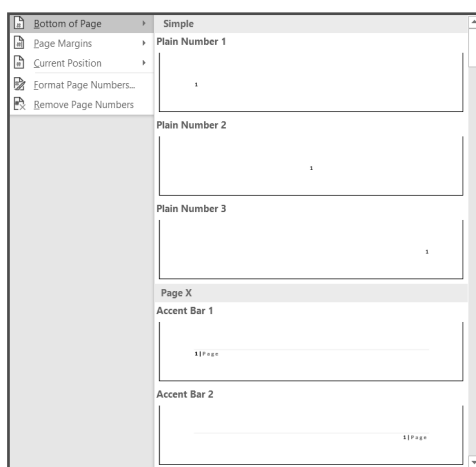 Bottom of Page
Page Margins
Current Position
Format Page Numbers...
Remove Page Numbers
Simple
Plain Number 1
1
Plain Number 2
1
Plain Number 3
1
Page X
Accent Bar 1
1 | Page
Accent Bar 2
1 | Page